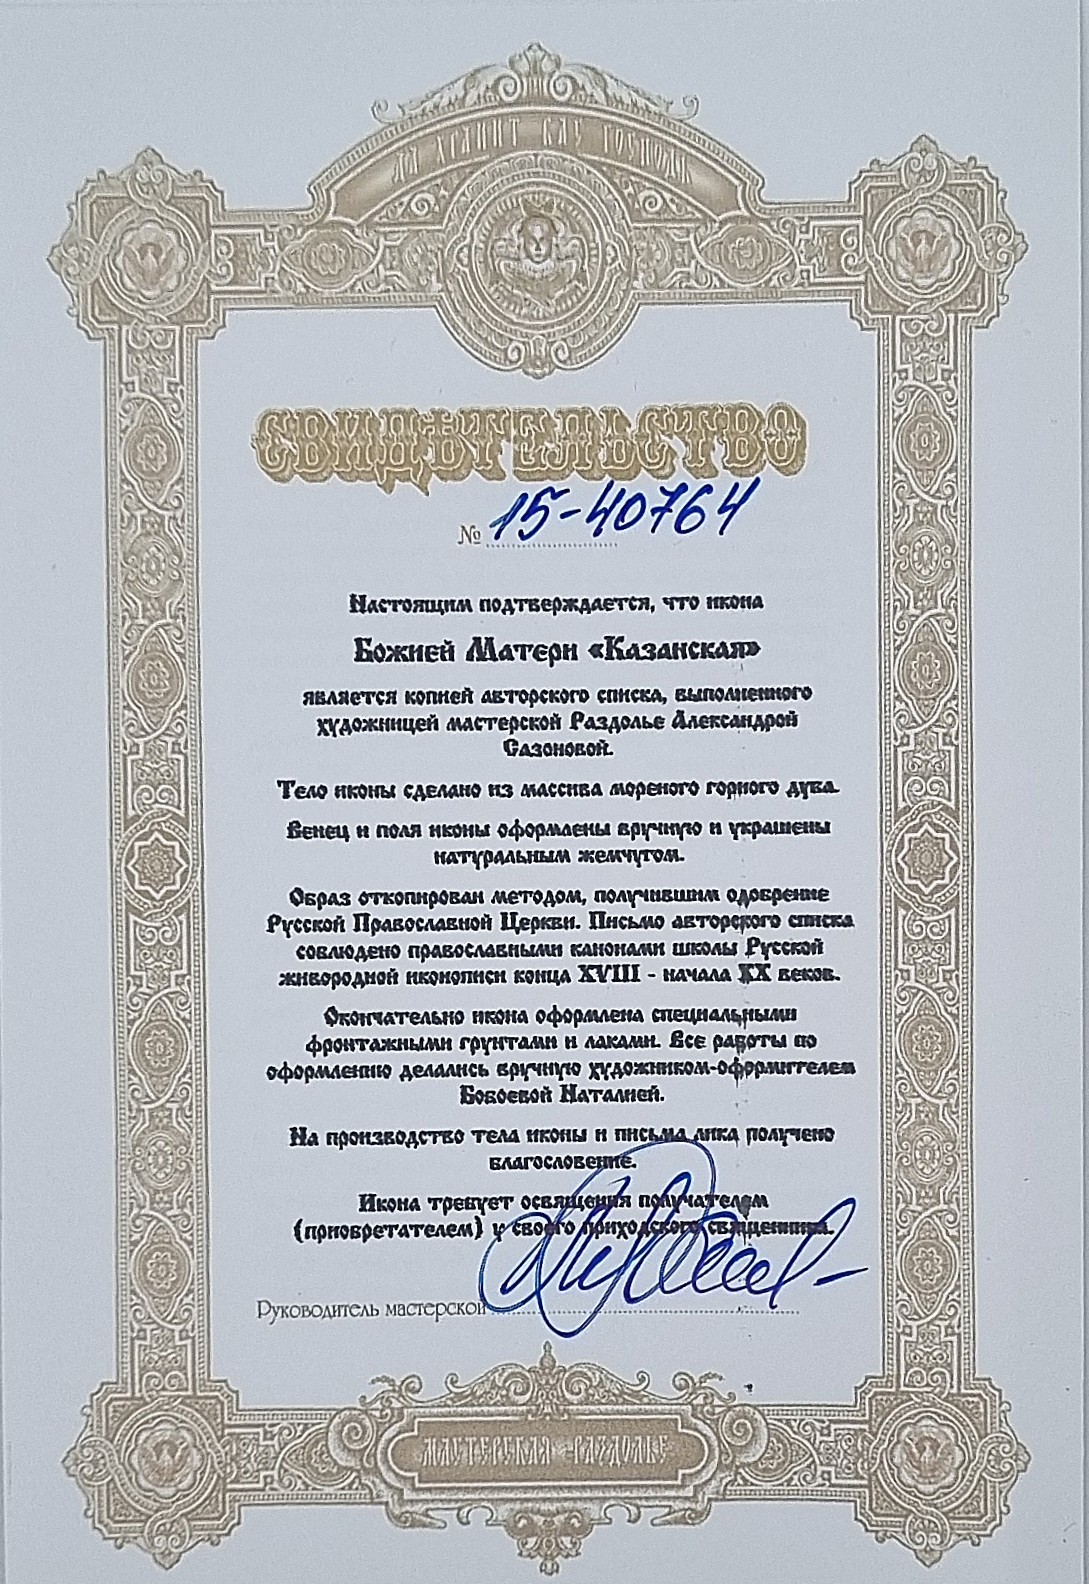 ДА ХРАНИТ ВАС ГОСПОДЬ
СВИДѢТЕЛЬСТВО
№ 15-40764
Настоящим подтверждается, что икона
Божией Матери «Казанская»
является копией авторского списка, выполненного
художницей мастерской Раздолье Александрой
Сазоновой.
Тело иконы сделано из массива мореного горного дуба.
Венец и поля иконы оформлены вручную и украшены
натуральным жемчугом.
Образ откопирован методом, получившим одобрение
Русской Православной Церкви. Письмо авторского списка
соблюдено православными канонами школы Русской
живородной иконописи конца XVIII - начала XX веков.
Окончательно икона оформлена специальными
фронтажными грунтами и лаками. Все работы по
оформлению делались вручную художником-оформителем
Бобоевой Наталией.
На производство тела иконы и письма лика получено
благословение.
Икона требует освящения получателем
(приобретателем) у своего приходского священника.
Руководитель мастерской
МАСТЕРСКАЯ РАЗДОЛЬЕ